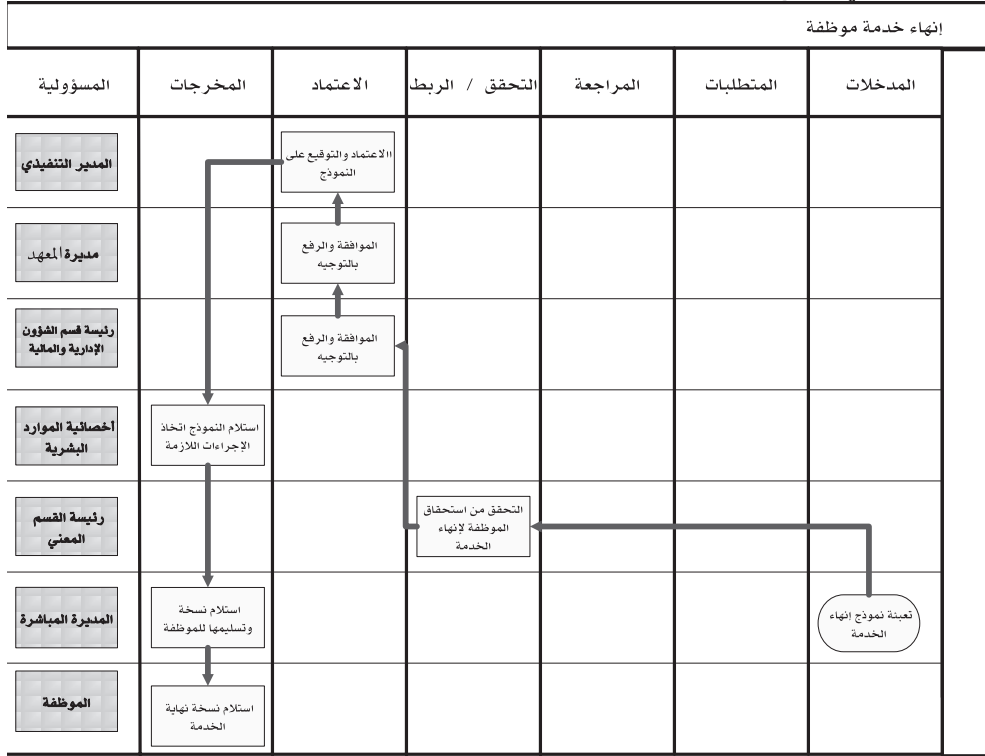 إنهاء خدمة موظفة
المدخلات
المتطلبات
المراجعة
التحقق / الربط
الاعتماد
المخرجات
المسؤولية
االاعتماد والتوقيع على
النموذج
المدير التنفيذي
الموافقة والرفع
بالتوجيه
مديرة المعهد
الموافقة والرفع
بالتوجيه
رئيسة قسم الشؤون
الإدارية والمالية
استلام النموذج اتخاذ
الإجراءات اللازمة
أخصائية الموارد
البشرية
التحقق من استحقاق
الموظفة لإنهاء
الخدمة
رئيسة القسم
المعني
تعبئة نموذج إنهاء
الخدمة
استلام نسخة
وتسليمها للموظفة
المديرة المباشرة
استلام نسخة نهاية
الخدمة
الموظفة